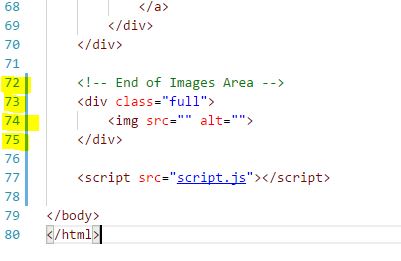 68 </a>
69 </div>
70 </div>
71
72 <!-- End of Images Area -->
73 <div class="full">
74 <img src="" alt="">
75 </div>
76
77 <script src="script.js"></script>
78
79 </body>
80 </html>